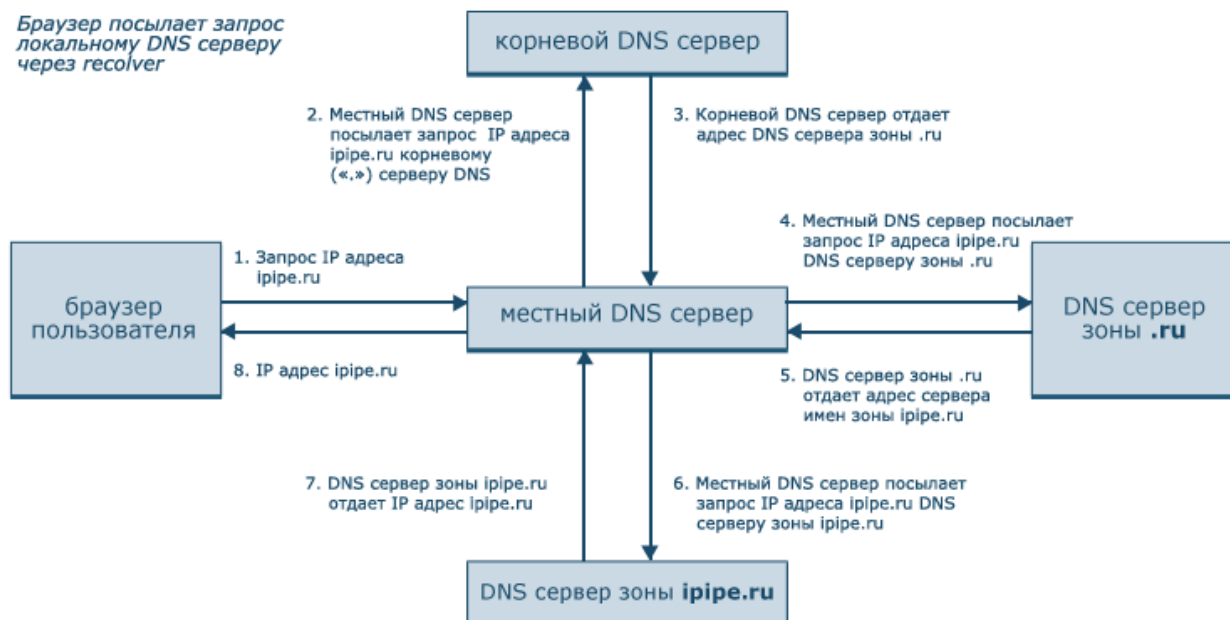 Браузер посылает запрос
локальному DNS серверу
через recolver
корневой DNS сервер
2. Местный DNS сервер
посылает запрос IP адреса
ipipe.ru корневому
(«.») серверу DNS
3. Корневой DNS сервер отдает
адрес DNS сервера зоны .ru
4. Местный DNS сервер посылает
запрос IP адреса ipipe.ru
DNS серверу зоны .ru
1. Запрос IP адреса
ipipe.ru
браузер
пользователя
местный DNS сервер
DNS сервер
зоны .ru
8. IP адрес ipipe.ru
5. DNS сервер зоны .ru
отдает адрес сервера
имен зоны ipipe.ru
7. DNS сервер зоны ipipe.ru
отдает IP адрес ipipe.ru
6. Местный DNS сервер посылает
запрос IP адреса ipipe.ru DNS
серверу зоны ipipe.ru
DNS сервер зоны ipipe.ru